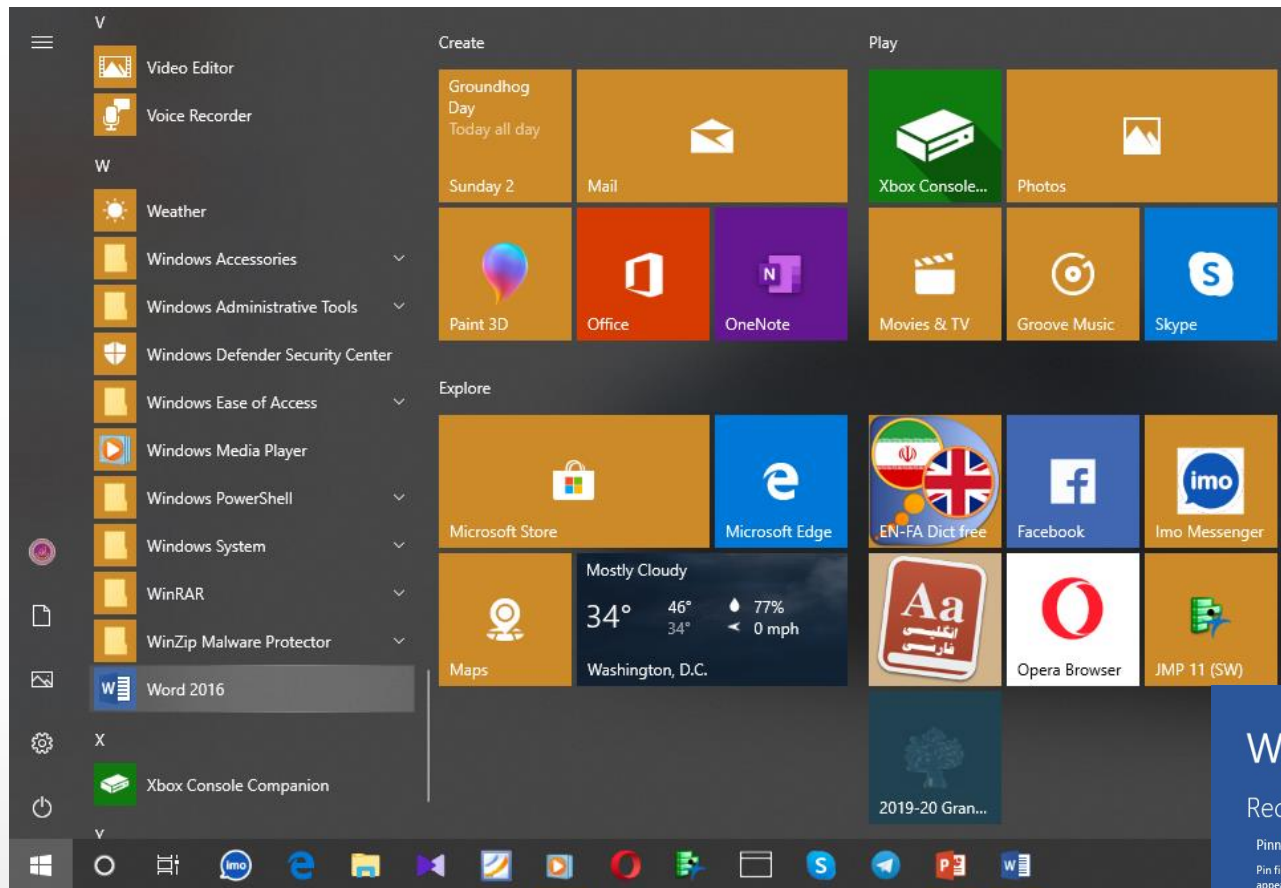 V
Video Editor
Voice Recorder
W
Weather
Windows Accessories
Windows Administrative Tools
Windows Defender Security Center
Windows Ease of Access
Windows Media Player
Windows PowerShell
Windows System
WinRAR
WinZip Malware Protector
Word 2016
X
Xbox Console Companion
Create
Groundhog
Day
Today all day
Sunday 2
Mail
Paint 3D
Office
N
OneNote
Explore
Microsoft Store
Microsoft Edge
Maps
Mostly Cloudy
34° 46° 77%
34° 0 mph
Washington, D.C.
Play
Xbox Console...
Photos
Movies & TV
Groove Music
S
Skype
EN-FA Dict free
Facebook
imo
Imo Messenger
Aa
انگلیسی
فارسی
Opera Browser
JMP 11 (SW)
2019-20 Gran...
imo
S
P
W